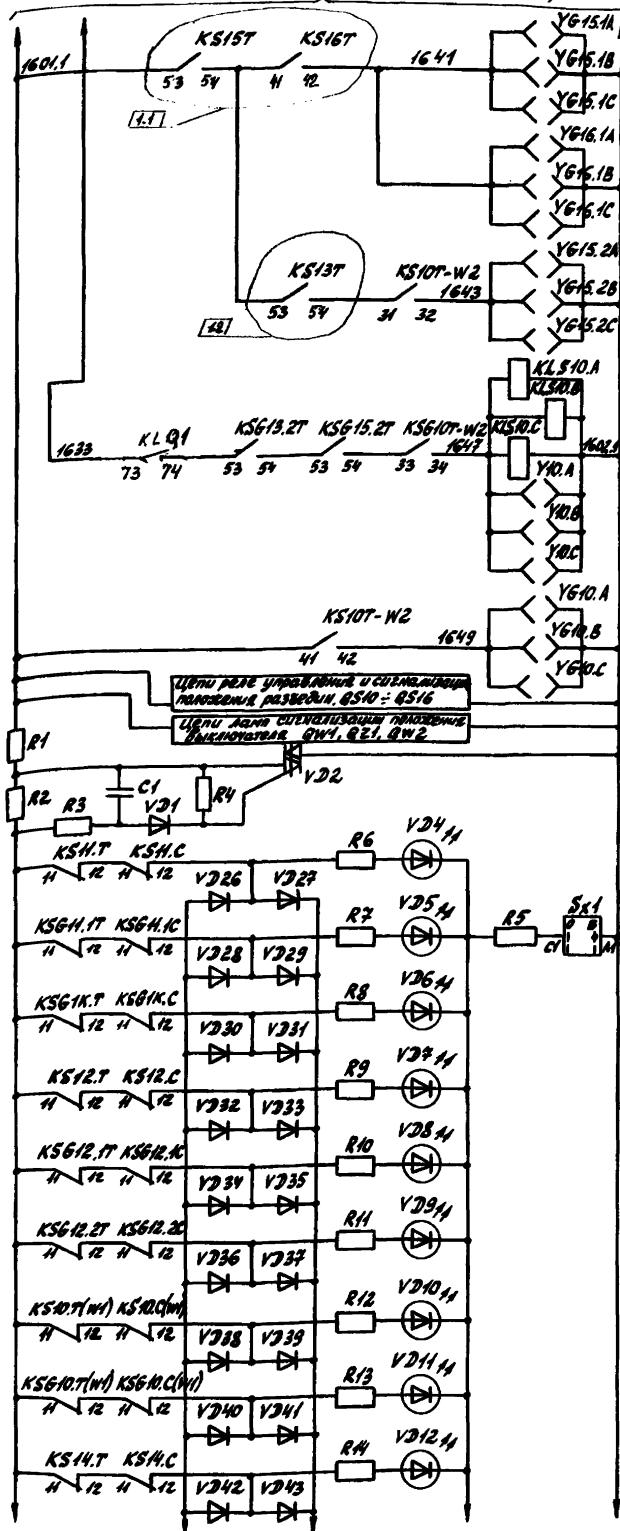 YG15.1A
KS15T KS16T 1641
1601.1 YG15.1B
53 54 41 42
YG15.1C
1.1
YG16.1A
YG16.1B
YG16.1C
YG15.2A
KS13T KS10T-W2
YG15.2B
1643
53 54 31 32
1.2
YG15.2C
KLS10.A
KLS10.B
KLS10.C
KSG13.2T KSG15.2T KSG10T-W2
1633 KLQ1 1647 1602.1
73 74 53 54 53 54 33 34
Y10.A
Y10.B
Y10.C
YG10.A
KS10T-W2
1649 YG10.B
41 42
YG10.C
Цепи реле управления и сигнализации
положения разъедин. QS10÷QS16
Цепи ламп сигнализации положения
выключателя QW1, QZ1, QW2
R1
VD2
R2 R3 C1 VD1 R4
KS11.T KS11.C R6 VD4
11 12 11 12
VD26 VD27
KSG11.1T KSG11.1C R7 VD5 R5 SX1
11 12 11 12 C1 A1
VD28 VD29
KSG1K.T KSG1K.C R8 VD6
11 12 11 12
VD30 VD31
KS12.T KS12.C R9 VD7
11 12 11 12
VD32 VD33
KSG12.1T KSG12.1C R10 VD8
11 12 11 12
VD34 VD35
KSG12.2T KSG12.2C R11 VD9
11 12 11 12
VD36 VD37
KS10.T(W1) KS10.C(W1) R12 VD10
11 12 11 12
VD38 VD39
KSG10.T(W1) KSG10.C(W1) R13 VD11
11 12 11 12
VD40 VD41
KS14.T KS14.C R14 VD12
11 12 11 12
VD42 VD43